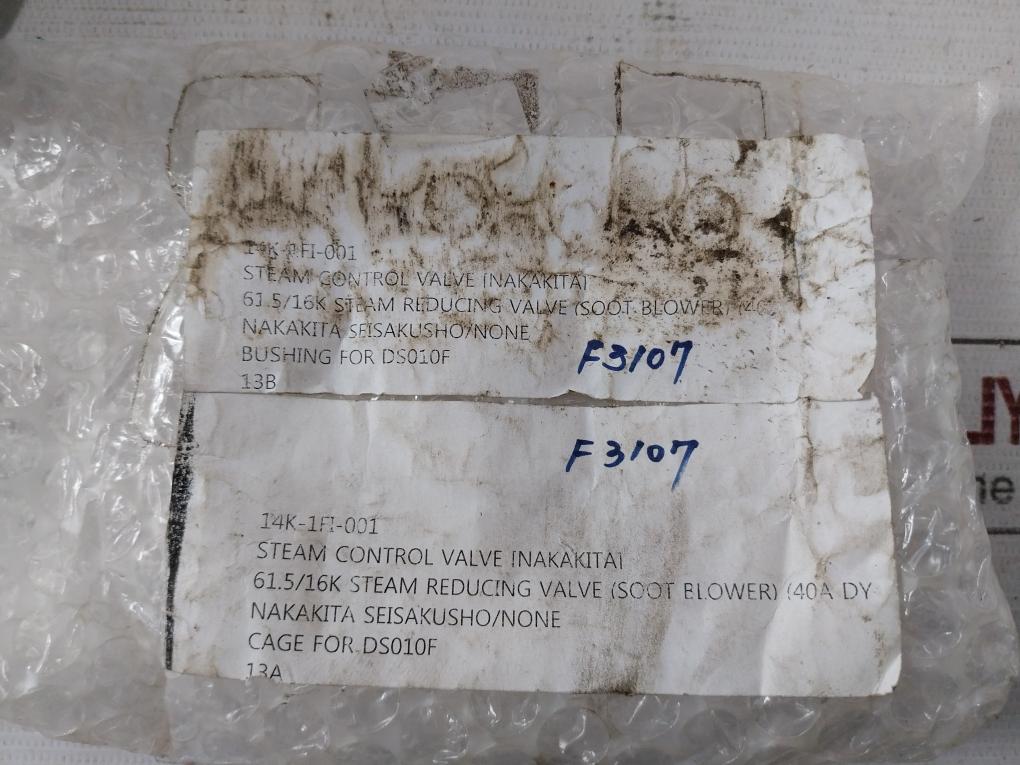 14K-1FI-001
STEAM CONTROL VALVE [NAKAKITA]
61.5/16K STEAM REDUCING VALVE (SOOT BLOWER) (40
NAKAKITA SEISAKUSHO/NONE
BUSHING FOR DS010F
F3107
13B
F3107
14K-1FI-001
STEAM CONTROL VALVE [NAKAKITA]
61.5/16K STEAM REDUCING VALVE (SOOT BLOWER) (40A DY
NAKAKITA SEISAKUSHO/NONE
CAGE FOR DS010F
13A